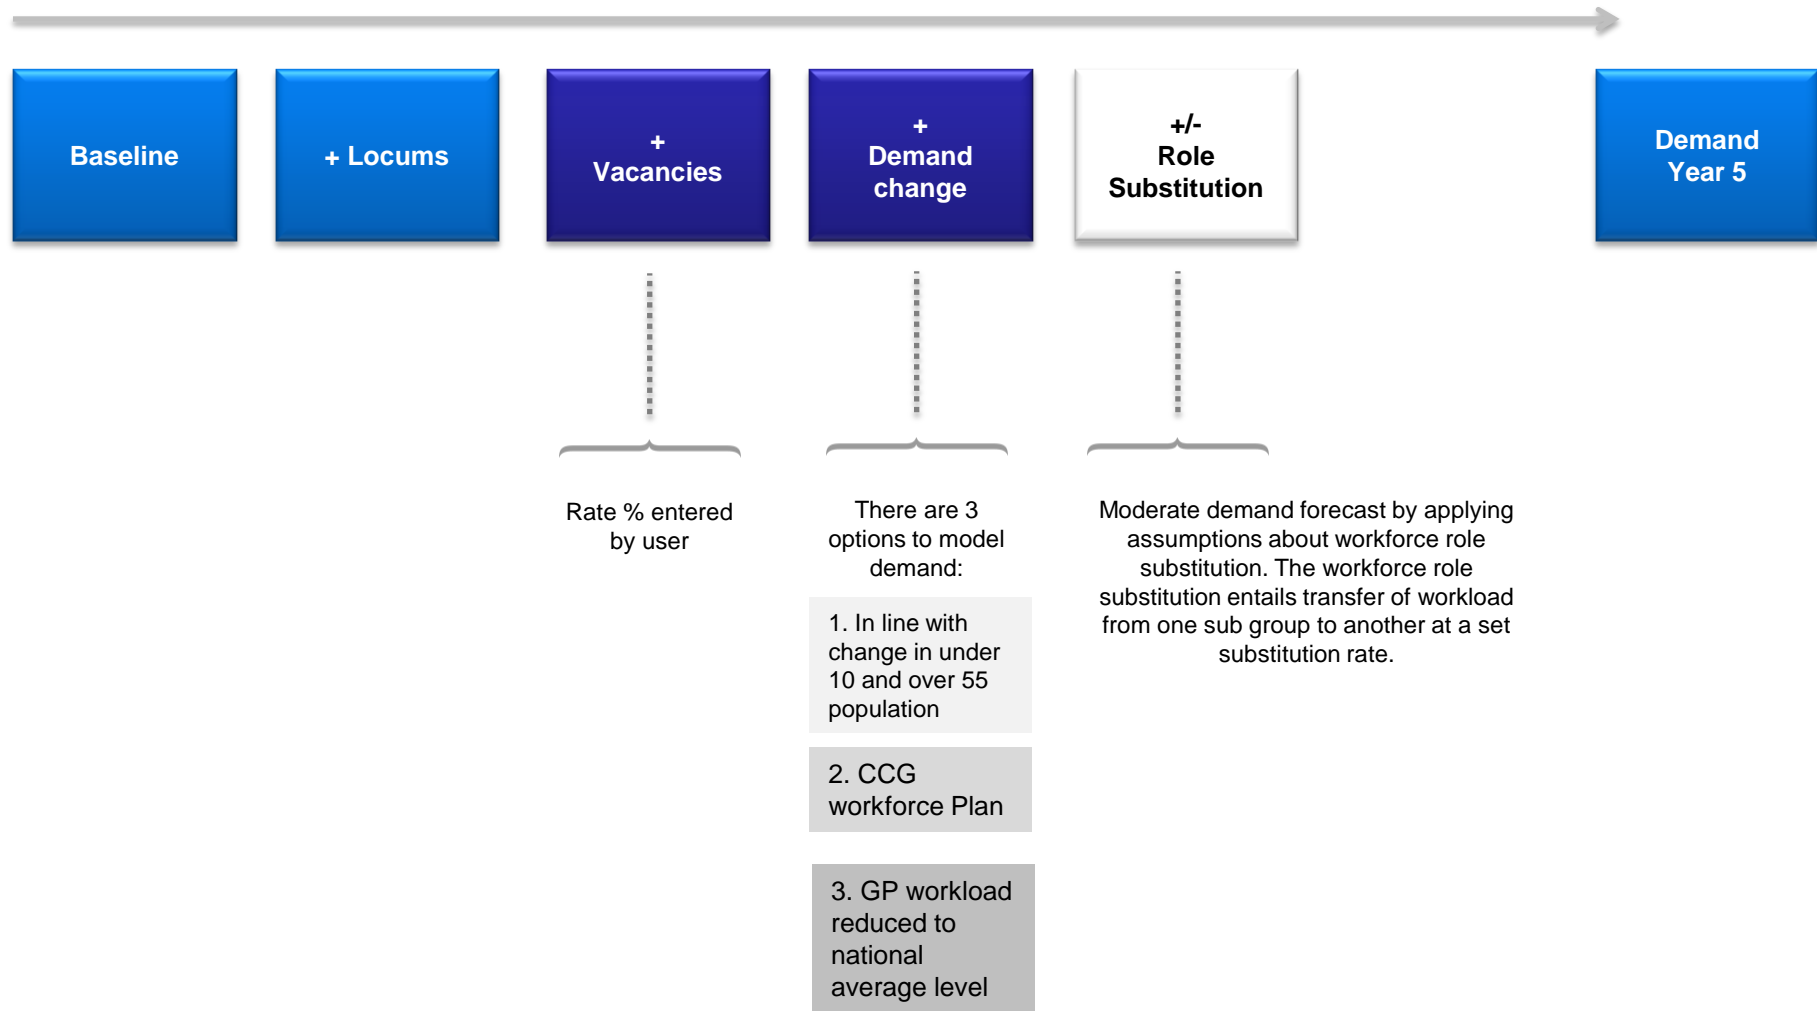 Baseline
+ Locums
+
Vacancies
+
Demand
change
+/-
Role
Substitution
Demand
Year 5
Rate % entered
by user
There are 3
options to model
demand:
1. In line with
change in under
10 and over 55
population
2. CCG
workforce Plan
3. GP workload
reduced to
national
average level
Moderate demand forecast by applying
assumptions about workforce role
substitution. The workforce role
substitution entails transfer of workload
from one sub group to another at a set
substitution rate.